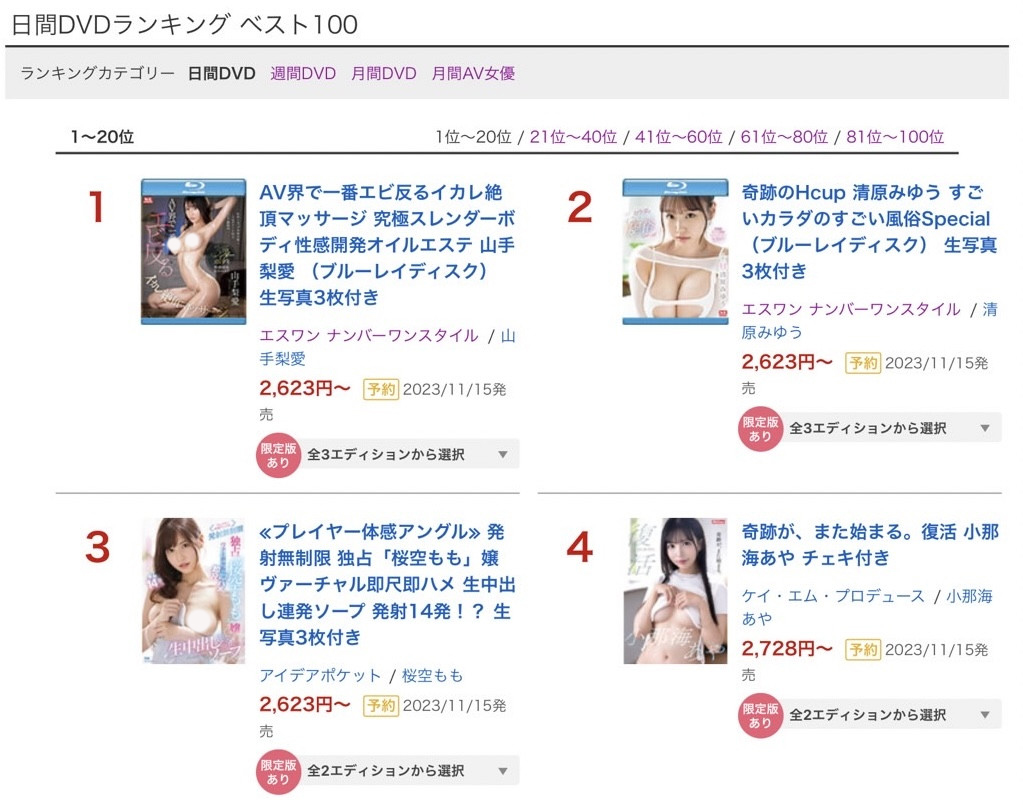 日間DVDランキング ベスト100
ランキングカテゴリー 日間DVD 週間DVD 月間DVD 月間AV女優
1〜20位
1位〜20位 / 21位〜40位 / 41位〜60位 / 61位〜80位 / 81位〜100位
1
AV界で一番エビ反るイカレ絶
頂マッサージ 究極スレンダーボ
ディ性感開発オイルエステ 山手
梨愛 （ブルーレイディスク）
生写真3枚付き
エスワン ナンバーワンスタイル / 山
手梨愛
2,623円〜 予約 2023/11/15発
売
限定版
あり
全3エディションから選択
2
奇跡のHcup 清原みゆう すご
いカラダのすごい風俗Special
（ブルーレイディスク） 生写真
3枚付き
エスワン ナンバーワンスタイル / 清
原みゆう
2,623円〜 予約 2023/11/15発
売
限定版
あり
全3エディションから選択
3
≪プレイヤー体感アングル≫ 発
射無制限 独占「桜空もも」嬢
ヴァーチャル即尺即ハメ 生中出
し連発ソープ 発射14発！？ 生
写真3枚付き
アイデアポケット / 桜空もも
2,623円〜 予約 2023/11/15発
売
限定版
あり
全2エディションから選択
4
復活
小那海あや
奇跡が、また始まる。復活 小那
海あや チェキ付き
ケイ・エム・プロデュース / 小那海
あや
2,728円〜 予約 2023/11/15発
売
限定版
あり
全2エディションから選択